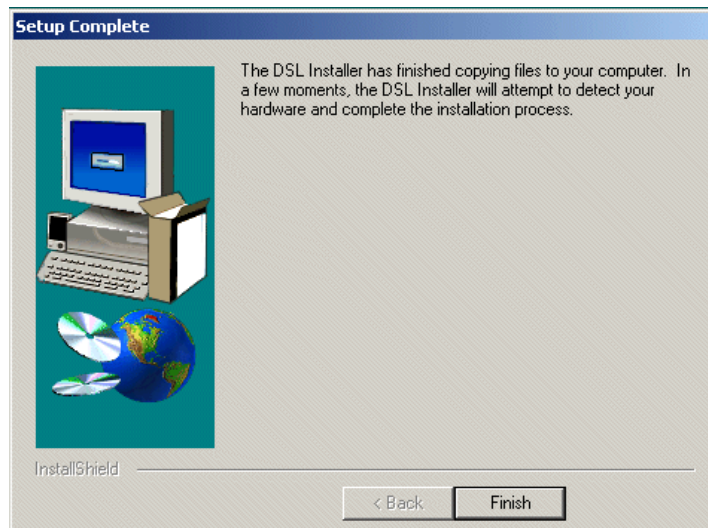 Setup Complete
The DSL Installer has finished copying files to your computer. In
a few moments, the DSL Installer will attempt to detect your
hardware and complete the installation process.
InstallShield
< Back
Finish